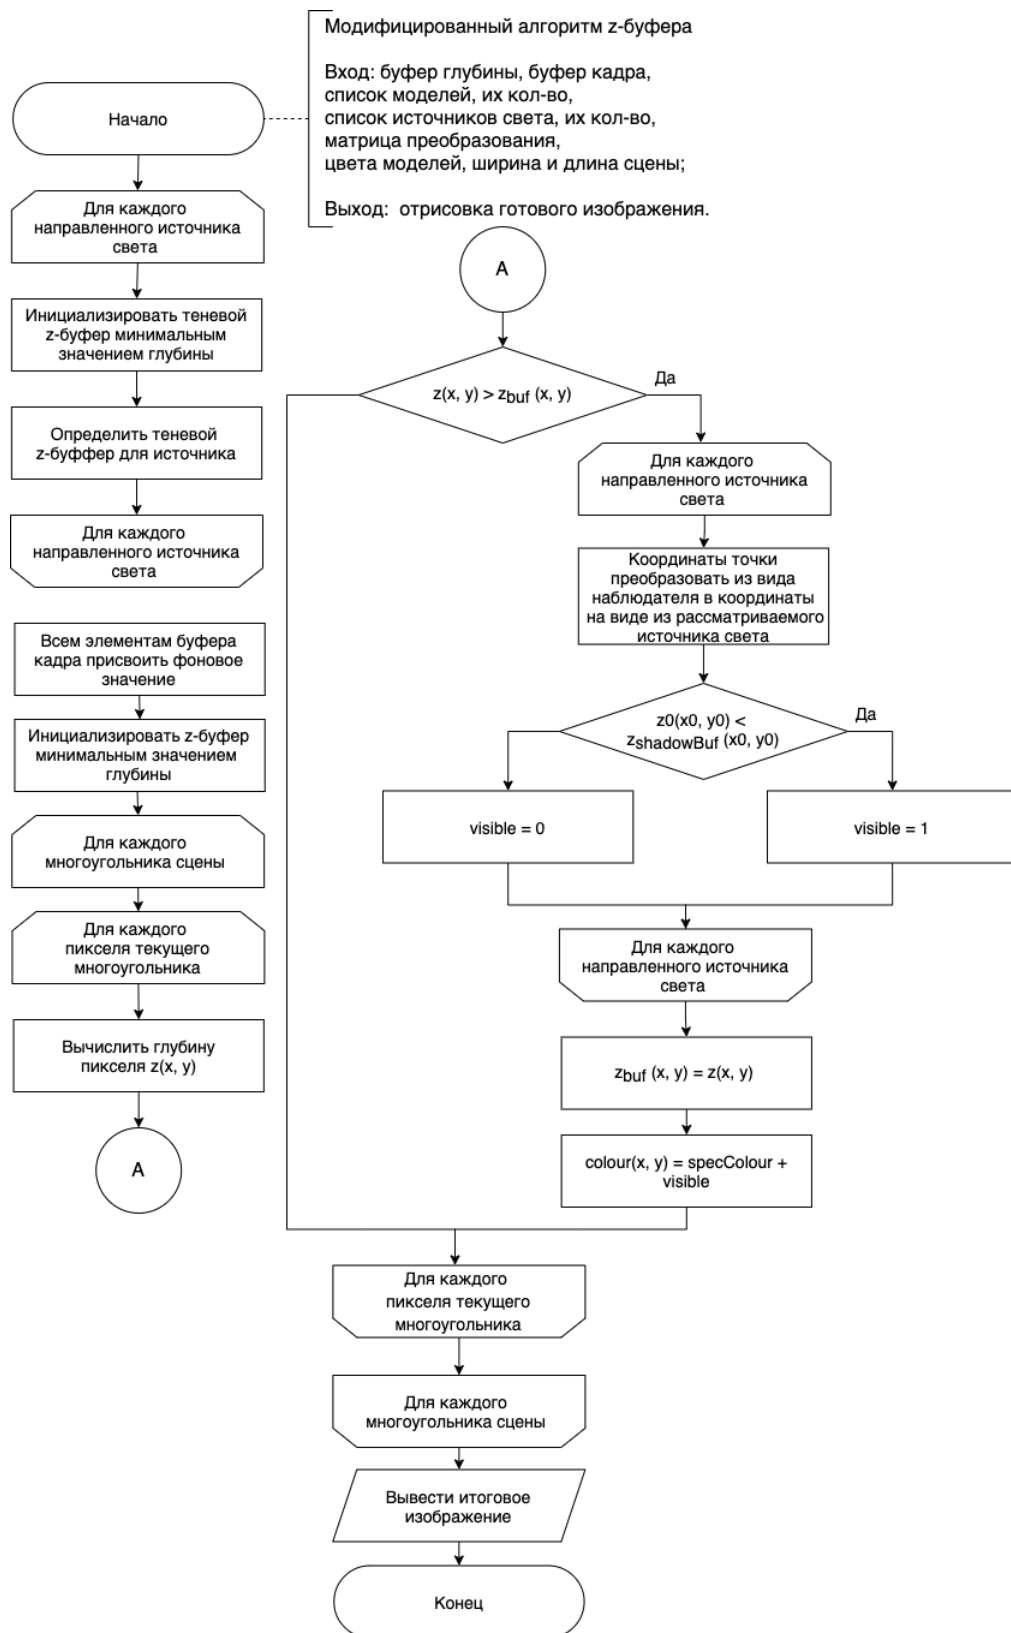 Модифицированный алгоритм z-буфера
Вход: буфер глубины, буфер кадра,
список моделей, их кол-во,
список источников света, их кол-во,
матрица преобразования,
цвета моделей, ширина и длина сцены;
Выход: отрисовка готового изображения.
Начало
Для каждого
направленного источника
света
Инициализировать теневой
z-буфер минимальным
значением глубины
Определить теневой
z-буффер для источника
Для каждого
направленного источника
света
Всем элементам буфера
кадра присвоить фоновое
значение
Инициализировать z-буфер
минимальным значением
глубины
Для каждого
многоугольника сцены
Для каждого
пикселя текущего
многоугольника
Вычислить глубину
пикселя z(x, y)
A
A
z(x, y) > zbuf (x, y)
Да
Для каждого
направленного источника
света
Координаты точки
преобразовать из вида
наблюдателя в координаты
на виде из рассматриваемого
источника света
z0(x0, y0) <
zshadowBuf (x0, y0)
Да
visible = 0
visible = 1
Для каждого
направленного источника
света
zbuf (x, y) = z(x, y)
colour(x, y) = specColour +
visible
Для каждого
пикселя текущего
многоугольника
Для каждого
многоугольника сцены
Вывести итоговое
изображение
Конец